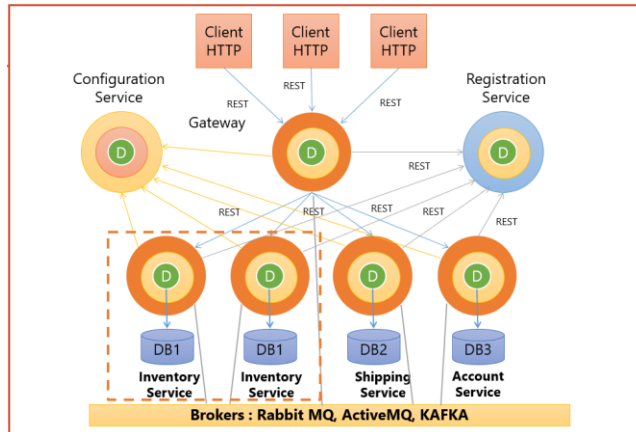 Client
HTTP
Client
HTTP
Client
HTTP
Configuration
Service
REST
REST
REST
Registration
Service
Gateway
D
D
D
REST
REST
REST
REST
REST
REST
D
D
D
D
DB1
DB1
DB2
DB3
Inventory
Service
Inventory
Service
Shipping
Service
Account
Service
Brokers : Rabbit MQ, ActiveMQ, KAFKA